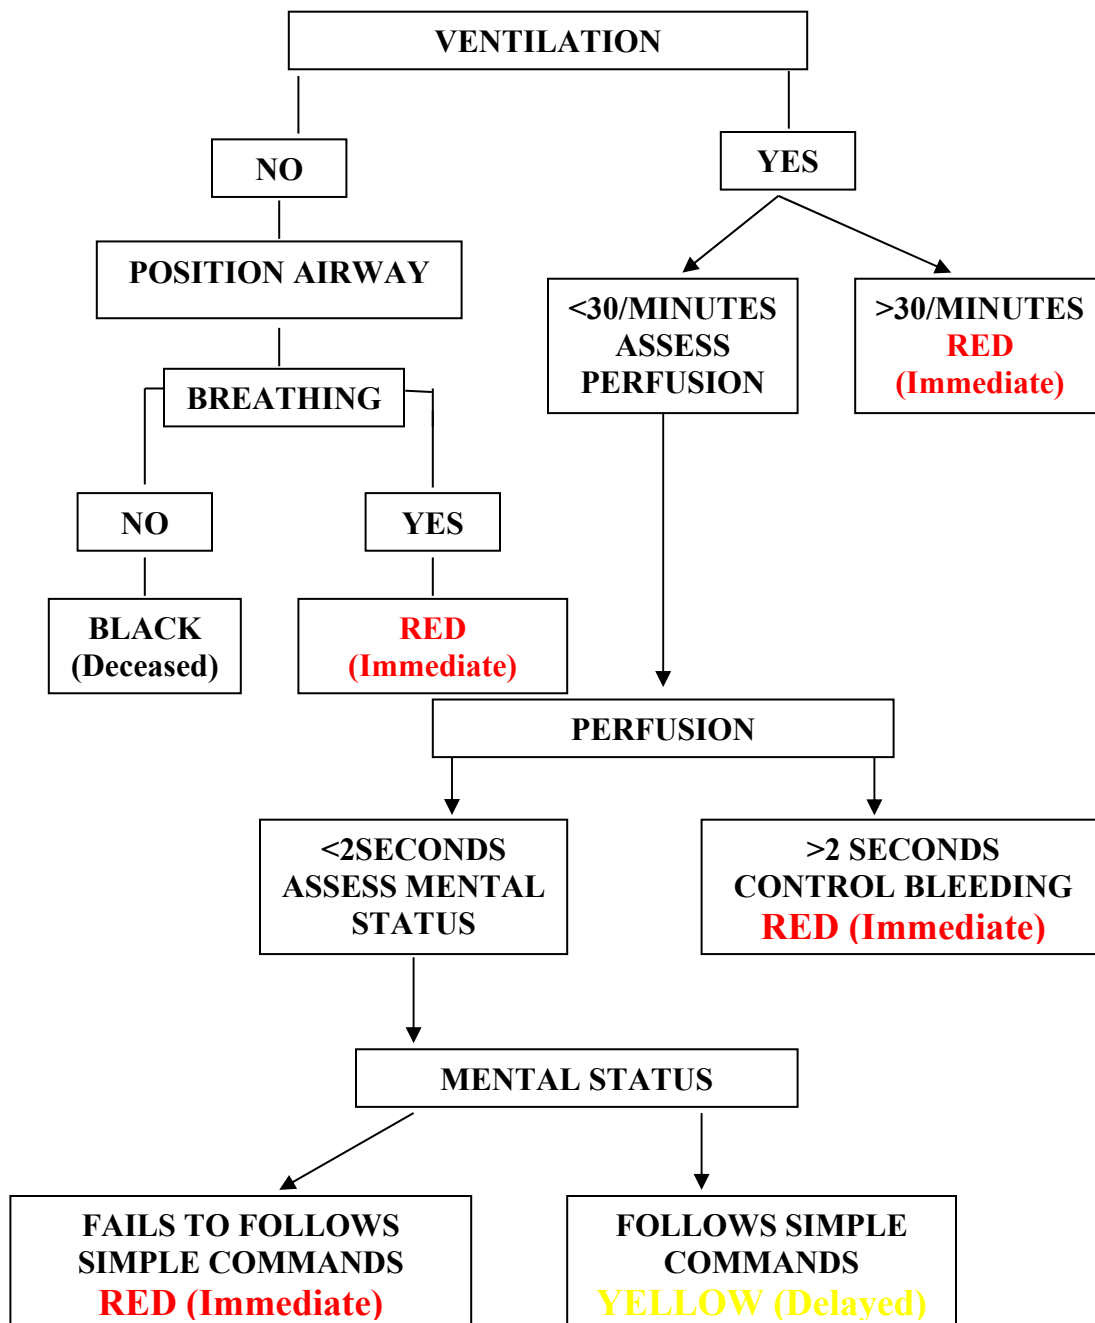 VENTILATION
NO
YES
POSITION AIRWAY
<30/MINUTES
ASSESS
PERFUSION
>30/MINUTES
RED
(Immediate)
BREATHING
NO
YES
BLACK
(Deceased)
RED
(Immediate)
PERFUSION
<2SECONDS
ASSESS MENTAL
STATUS
>2 SECONDS
CONTROL BLEEDING
RED (Immediate)
MENTAL STATUS
FAILS TO FOLLOWS
SIMPLE COMMANDS
RED (Immediate)
FOLLOWS SIMPLE
COMMANDS
YELLOW (Delayed)